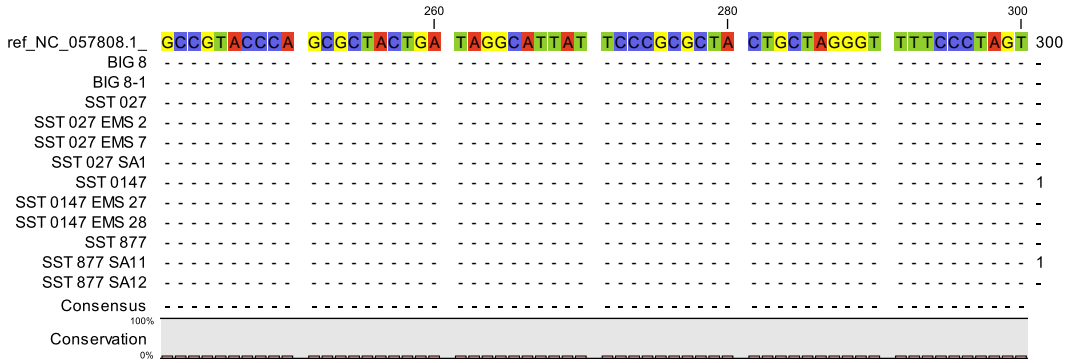 260 280 300
ref_NC_057808.1_ GCCGTACCCA GCGCTACTGA TAGGCATTAT TCCCGCGCTA CTGCTAGGGT TTTCCCTAGT 300
BIG 8 - - - - - - - - - - - - - - - - - - - - - - - - - - - - - - - - - - - - - - - - - - - - - - - - - - - - - - - - - - - - -
BIG 8-1 - - - - - - - - - - - - - - - - - - - - - - - - - - - - - - - - - - - - - - - - - - - - - - - - - - - - - - - - - - - - -
SST 027 - - - - - - - - - - - - - - - - - - - - - - - - - - - - - - - - - - - - - - - - - - - - - - - - - - - - - - - - - - - - -
SST 027 EMS 2 - - - - - - - - - - - - - - - - - - - - - - - - - - - - - - - - - - - - - - - - - - - - - - - - - - - - - - - - - - - - -
SST 027 EMS 7 - - - - - - - - - - - - - - - - - - - - - - - - - - - - - - - - - - - - - - - - - - - - - - - - - - - - - - - - - - - - -
SST 027 SA1 - - - - - - - - - - - - - - - - - - - - - - - - - - - - - - - - - - - - - - - - - - - - - - - - - - - - - - - - - - - - -
SST 0147 - - - - - - - - - - - - - - - - - - - - - - - - - - - - - - - - - - - - - - - - - - - - - - - - - - - - - - - - - - - - 1
SST 0147 EMS 27 - - - - - - - - - - - - - - - - - - - - - - - - - - - - - - - - - - - - - - - - - - - - - - - - - - - - - - - - - - - - -
SST 0147 EMS 28 - - - - - - - - - - - - - - - - - - - - - - - - - - - - - - - - - - - - - - - - - - - - - - - - - - - - - - - - - - - - -
SST 877 - - - - - - - - - - - - - - - - - - - - - - - - - - - - - - - - - - - - - - - - - - - - - - - - - - - - - - - - - - - - -
SST 877 SA11 - - - - - - - - - - - - - - - - - - - - - - - - - - - - - - - - - - - - - - - - - - - - - - - - - - - - - - - - - - - - 1
SST 877 SA12 - - - - - - - - - - - - - - - - - - - - - - - - - - - - - - - - - - - - - - - - - - - - - - - - - - - - - - - - - - - - -
Consensus - - - - - - - - - - - - - - - - - - - - - - - - - - - - - - - - - - - - - - - - - - - - - - - - - - - - - - - - - - - -
100%
Conservation
0%